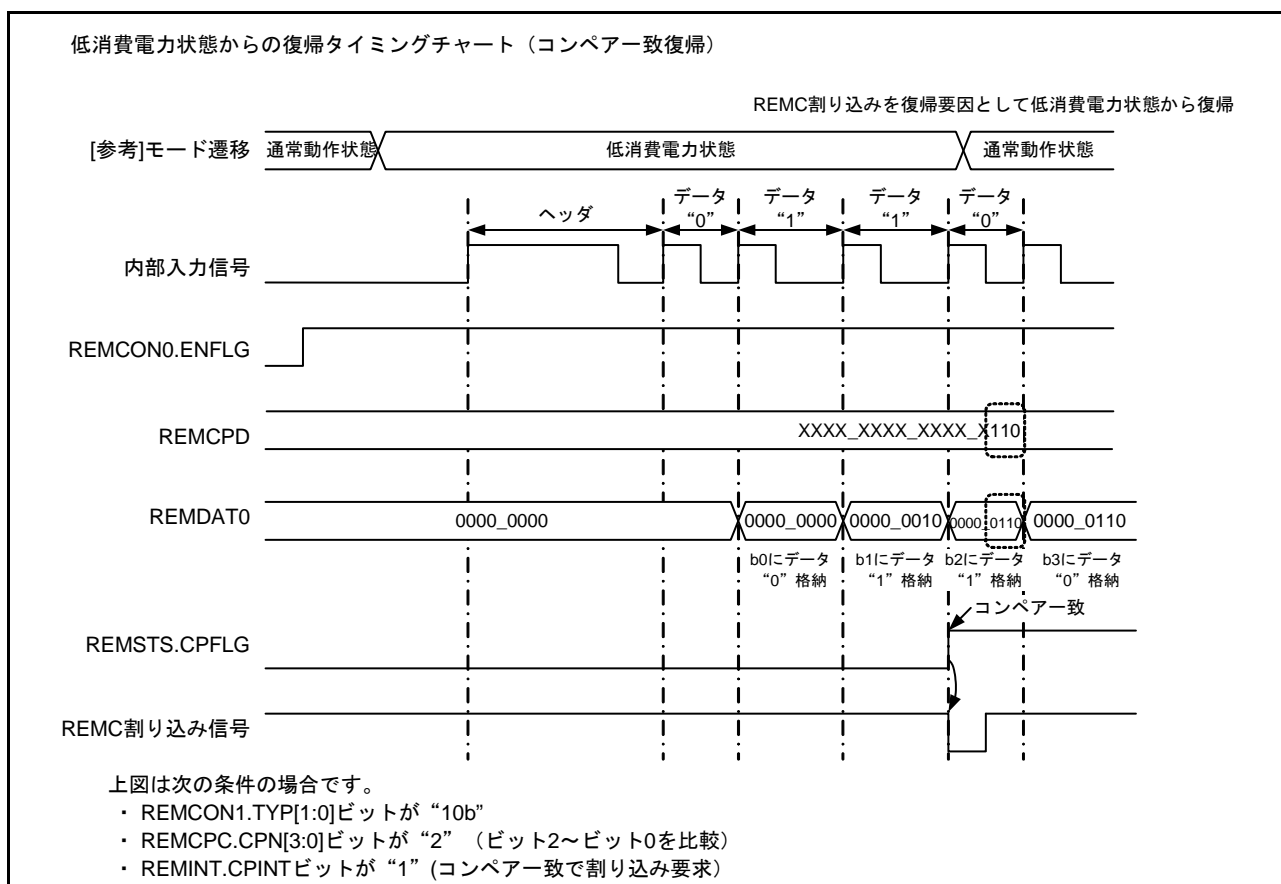 低消費電力状態からの復帰タイミングチャート（コンペア一致復帰）
REMC割り込みを復帰要因として低消費電力状態から復帰
[参考]モード遷移 通常動作状態 低消費電力状態 通常動作状態
ヘッダ データ データ データ データ
“0” “1” “1” “0”
内部入力信号
REMCON0.ENFLG
REMCPD XXXX_XXXX_XXXX_X110
REMDAT0 0000_0000 0000_0000 0000_0010 0000_0110 0000_0110
b0にデータ b1にデータ b2にデータ b3にデータ
“0” 格納 “1” 格納 “1” 格納 “0” 格納
コンペア一致
REMSTS.CPFLG
REMC割り込み信号
上図は次の条件の場合です。
・ REMCON1.TYP[1:0]ビットが “10b”
・ REMCPC.CPN[3:0]ビットが “2” （ビット2～ビット0を比較）
・ REMINT.CPINTビットが “1” (コンペア一致で割り込み要求）